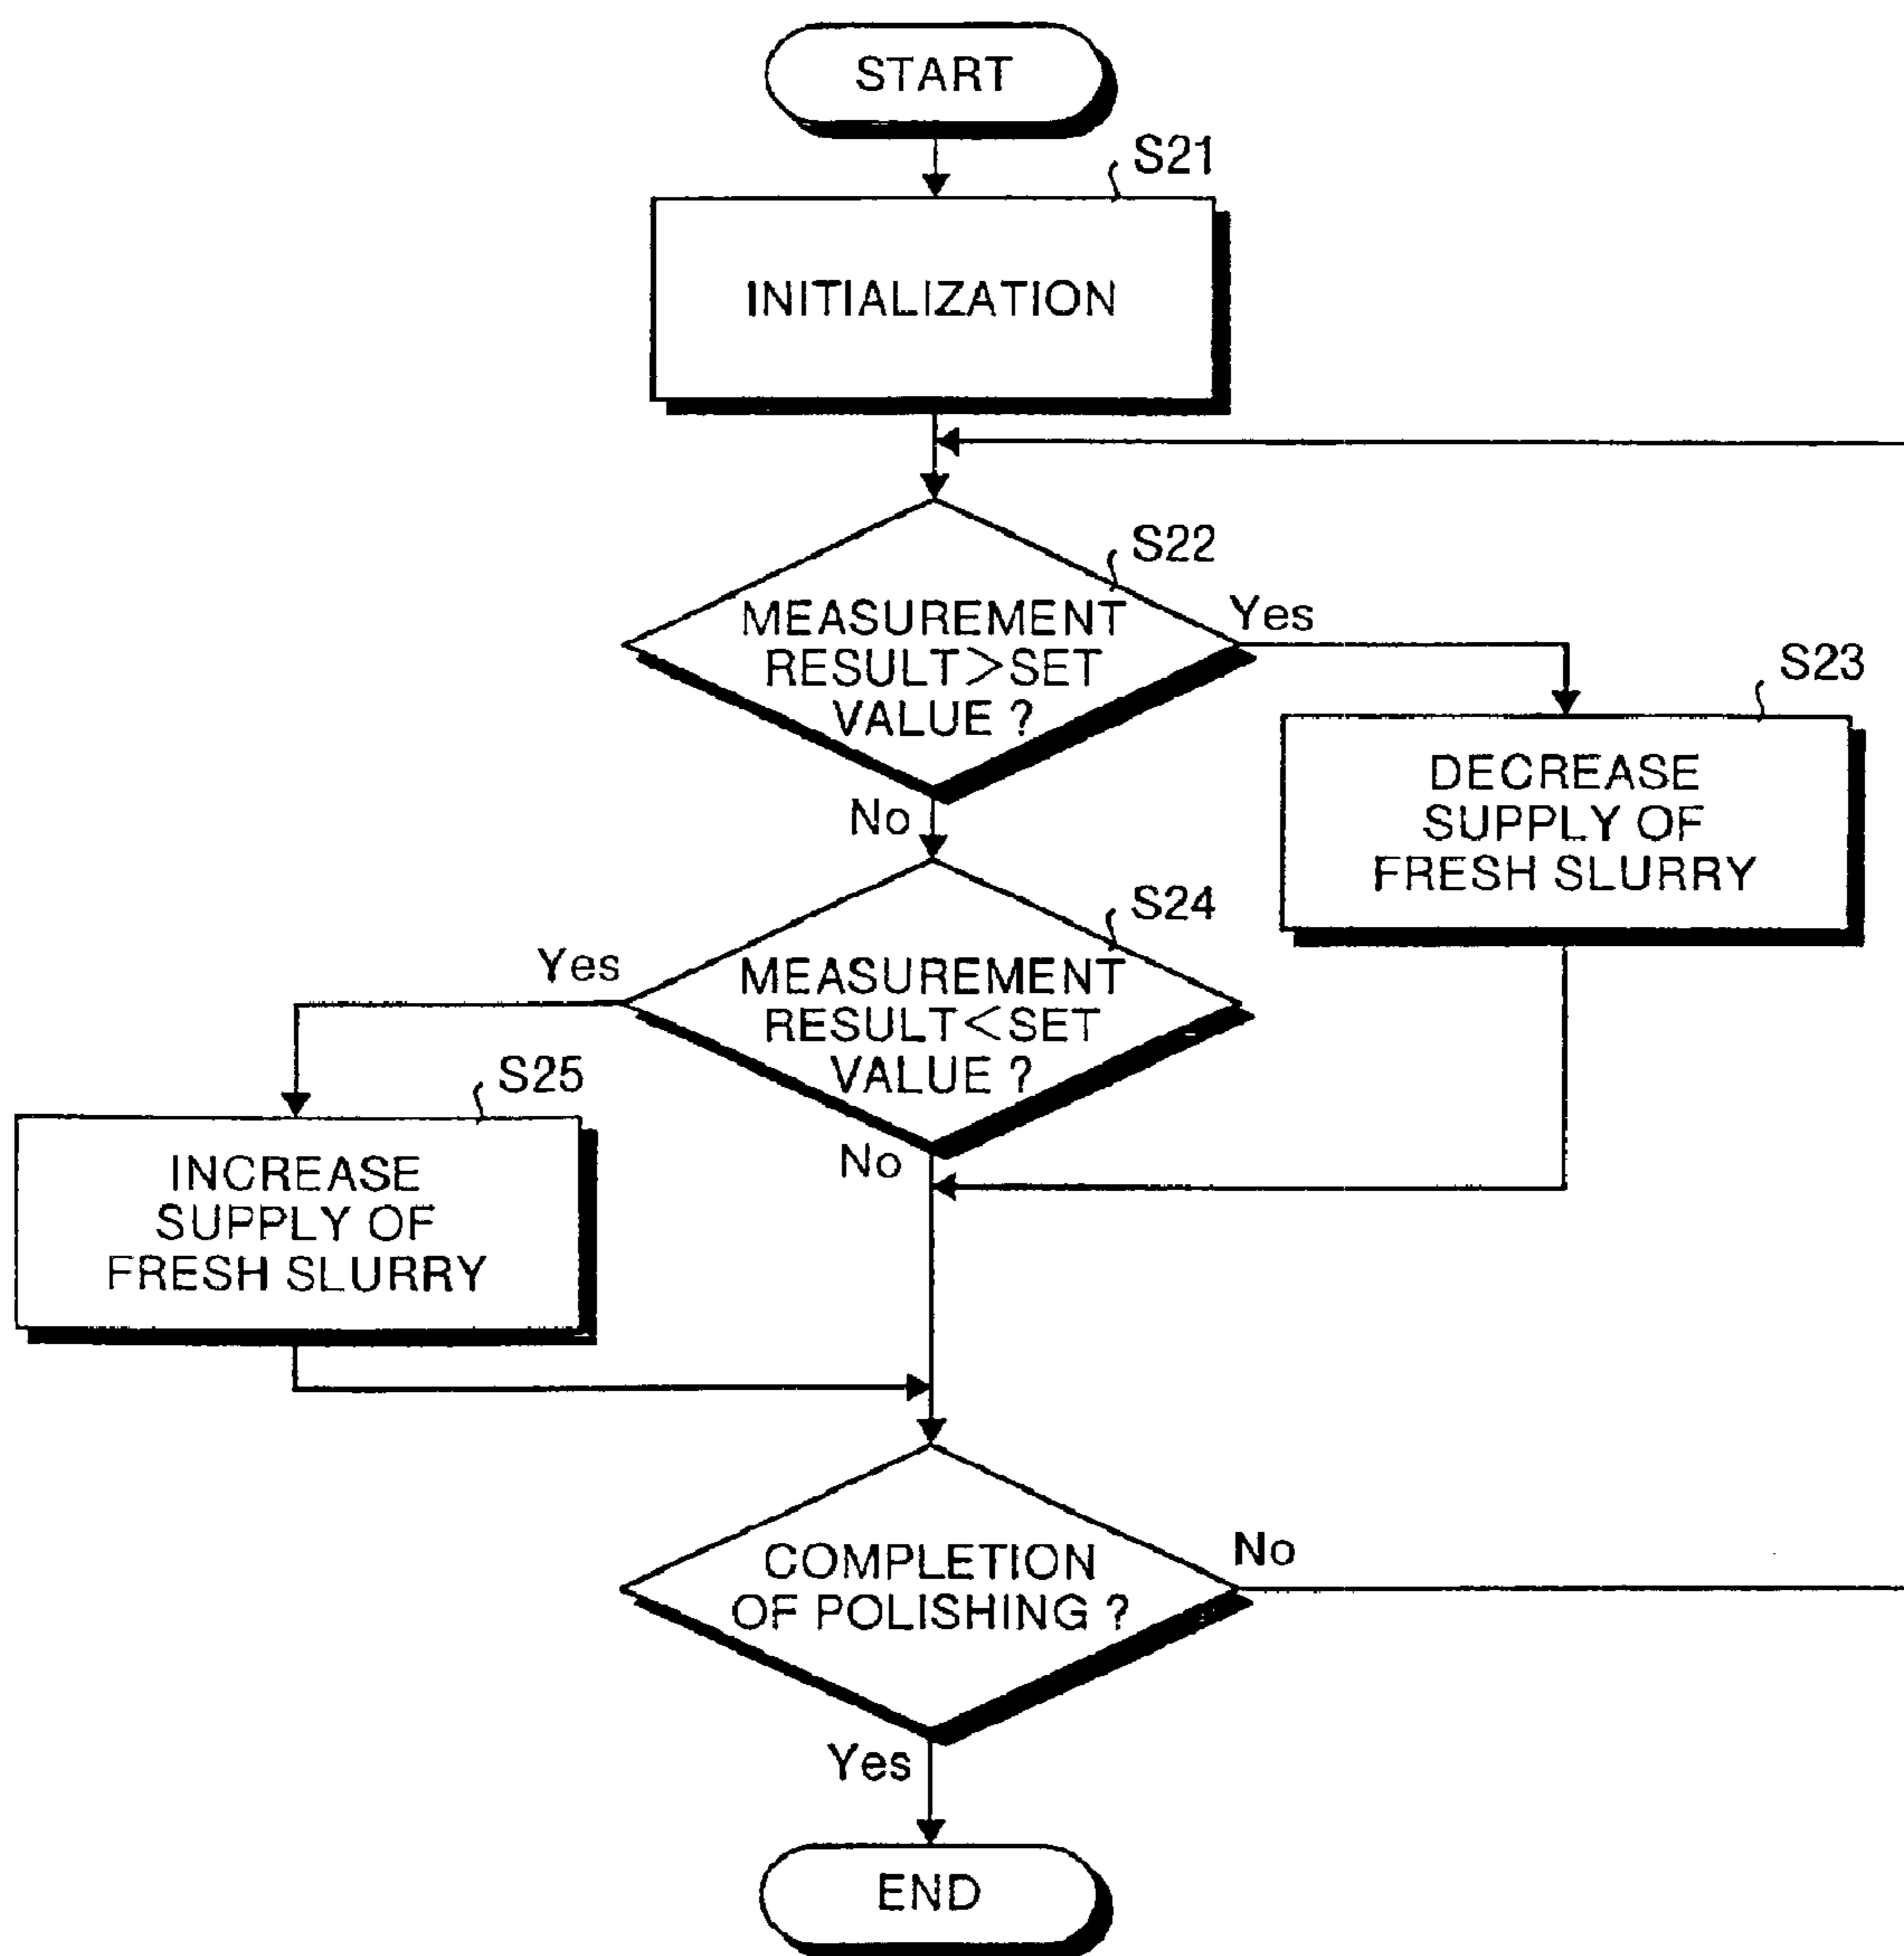 START
S21
INITIALIZATION
S22
MEASUREMENT
RESULT>SET
VALUE ?
Yes
No
S23
DECREASE
SUPPLY OF
FRESH SLURRY
S24
MEASUREMENT
RESULT<SET
VALUE ?
Yes
No
S25
INCREASE
SUPPLY OF
FRESH SLURRY
COMPLETION
OF POLISHING ?
No
Yes
END